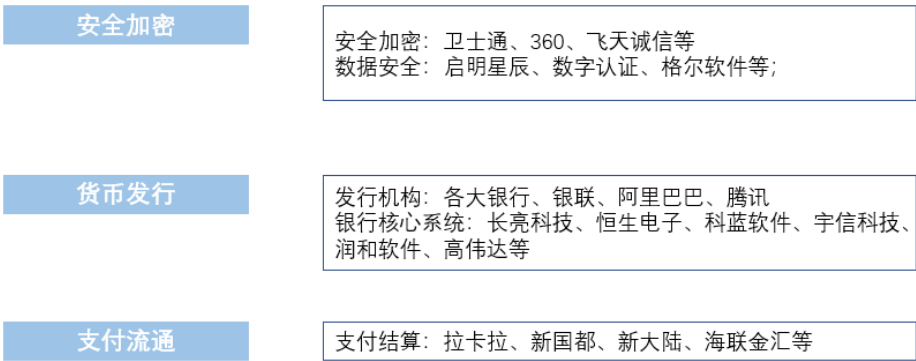 安全加密
安全加密：卫士通、360、飞天诚信等
数据安全：启明星辰、数字认证、格尔软件等；
货币发行
发行机构：各大银行、银联、阿里巴巴、腾讯
银行核心系统：长亮科技、恒生电子、科蓝软件、宇信科技、
润和软件、高伟达等
支付流通
支付结算：拉卡拉、新国都、新大陆、海联金汇等